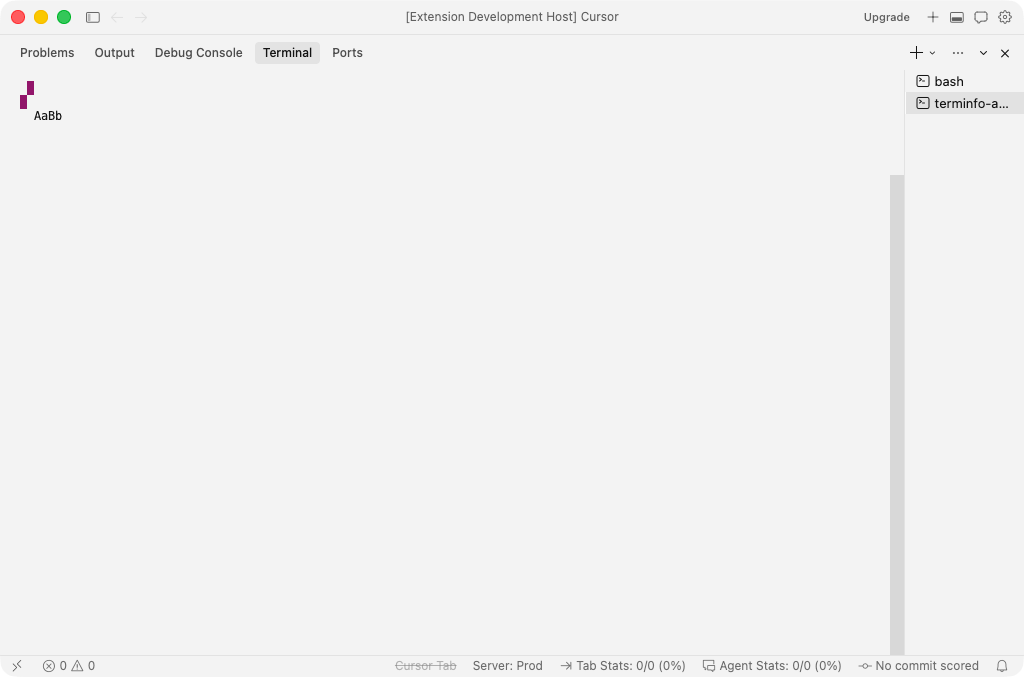 [Extension Development Host] Cursor
Upgrade
Problems Output Debug Console Terminal Ports
bash
terminfo-a...
AaBb
0 0 Cursor Tab Server: Prod Tab Stats: 0/0 (0%) Agent Stats: 0/0 (0%) No commit scored